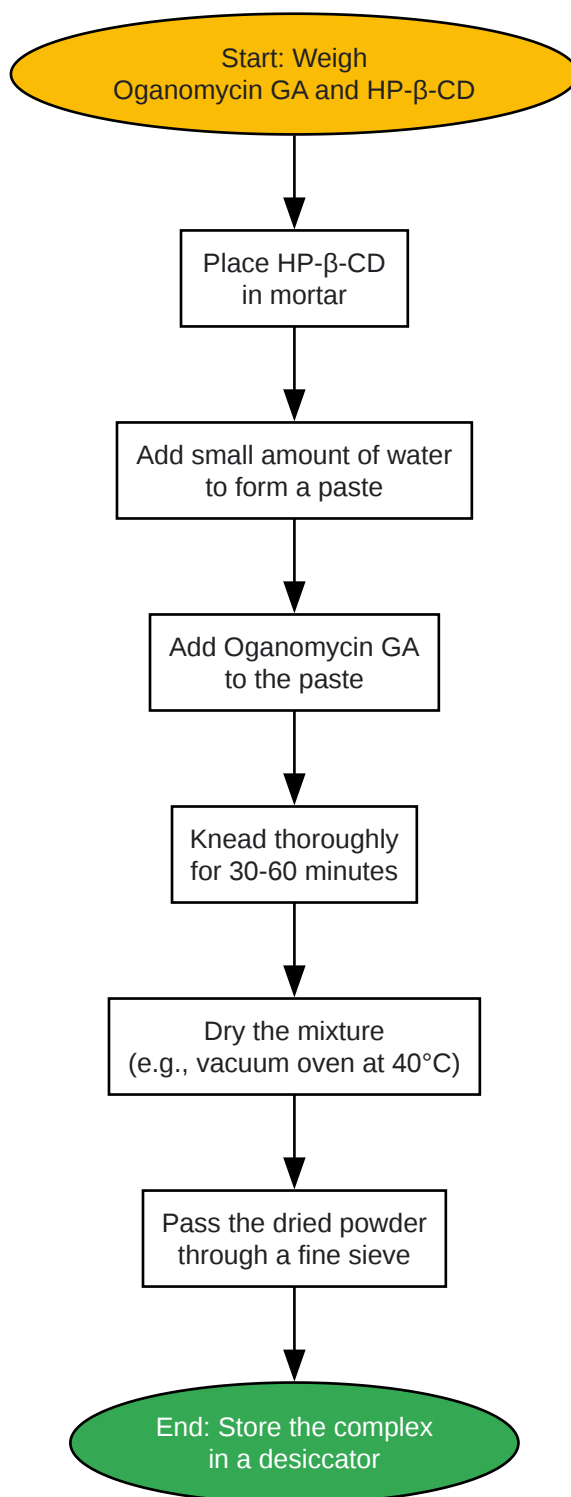 Start: Weigh
Oganomycin GA and HP-β-CD
Place HP-β-CD
in mortar
Add small amount of water
to form a paste
Add Oganomycin GA
to the paste
Knead thoroughly
for 30-60 minutes
Dry the mixture
(e.g., vacuum oven at 40°C)
Pass the dried powder
through a fine sieve
End: Store the complex
in a desiccator